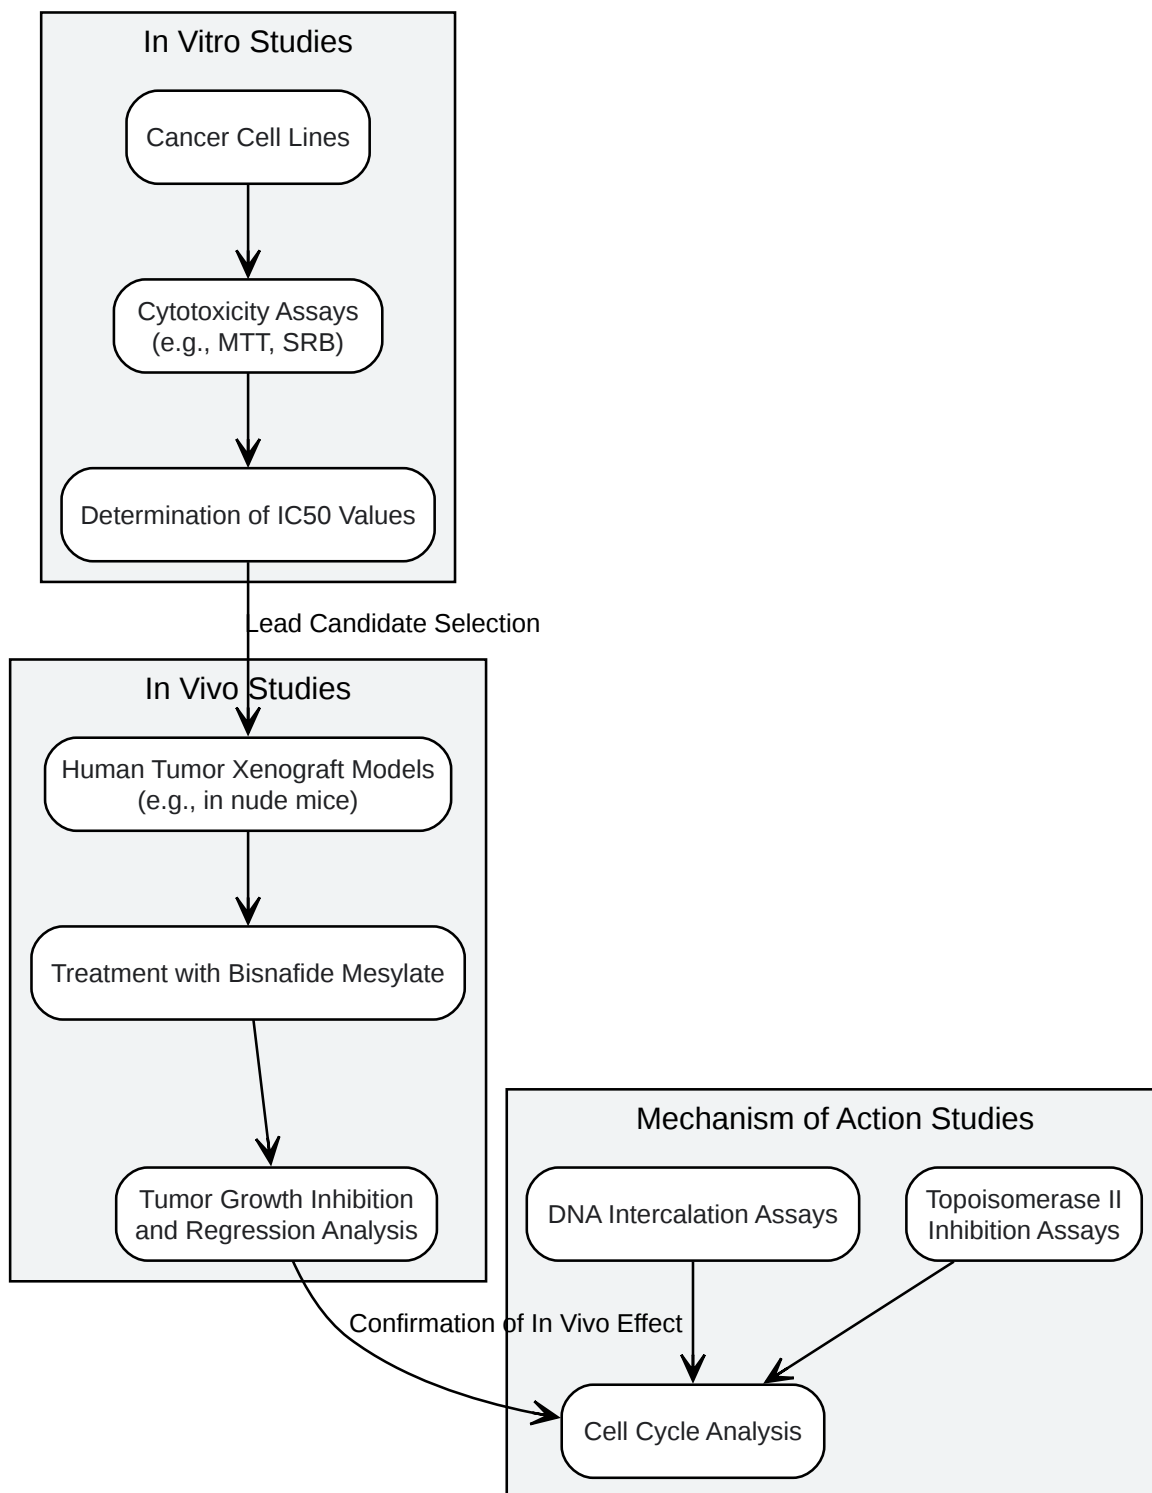 In Vitro Studies
Cancer Cell Lines
Cytotoxicity Assays
(e.g., MTT, SRB)
Determination of IC50 Values
Lead Candidate Selection
In Vivo Studies
Human Tumor Xenograft Models
(e.g., in nude mice)
Treatment with Bisnafide Mesylate
Tumor Growth Inhibition
and Regression Analysis
Mechanism of Action Studies
DNA Intercalation Assays
Topoisomerase II
Inhibition Assays
Confirmation of In Vivo Effect
Cell Cycle Analysis